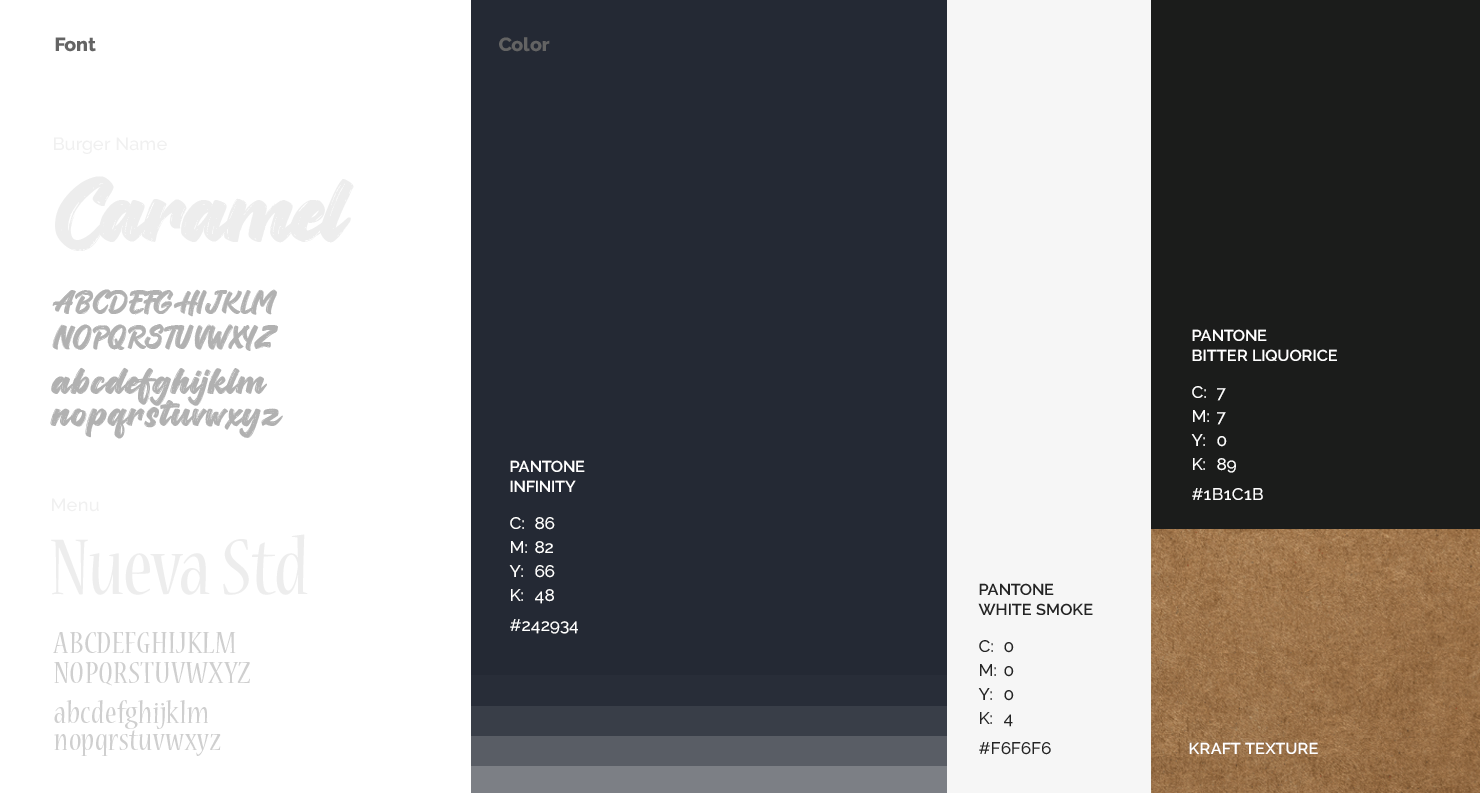 Font
Burger Name
Caramel
ABCDEFGHIJKLM
NOPQRSTUVWXYZ
abcdefghijklm
nopqrstuvwxyz
Menu
Nueva Std
ABCDEFGHIJKLM
NOPQRSTUVWXYZ
abcdefghijklm
nopqrstuvwxyz
Color
PANTONE
INFINITY
C: 86
M: 82
Y: 66
K: 48
#242934
PANTONE
WHITE SMOKE
C: 0
M: 0
Y: 0
K: 4
#F6F6F6
PANTONE
BITTER LIQUORICE
C: 7
M: 7
Y: 0
K: 89
#1B1C1B
KRAFT TEXTURE